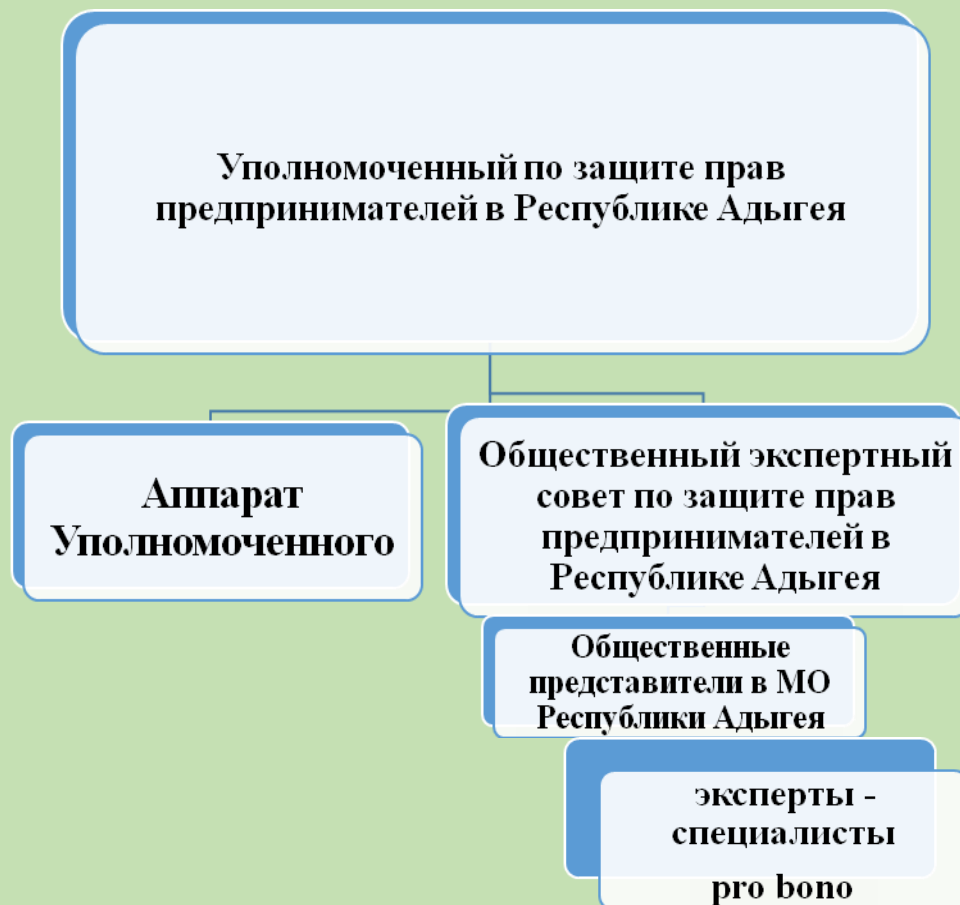 Уполномоченный по защите прав
предпринимателей в Республике Адыгея
Аппарат
Уполномоченного
Общественный экспертный
совет по защите прав
предпринимателей в
Республике Адыгея
Общественные
представители в МО
Республики Адыгея
эксперты -
специалисты
pro bono